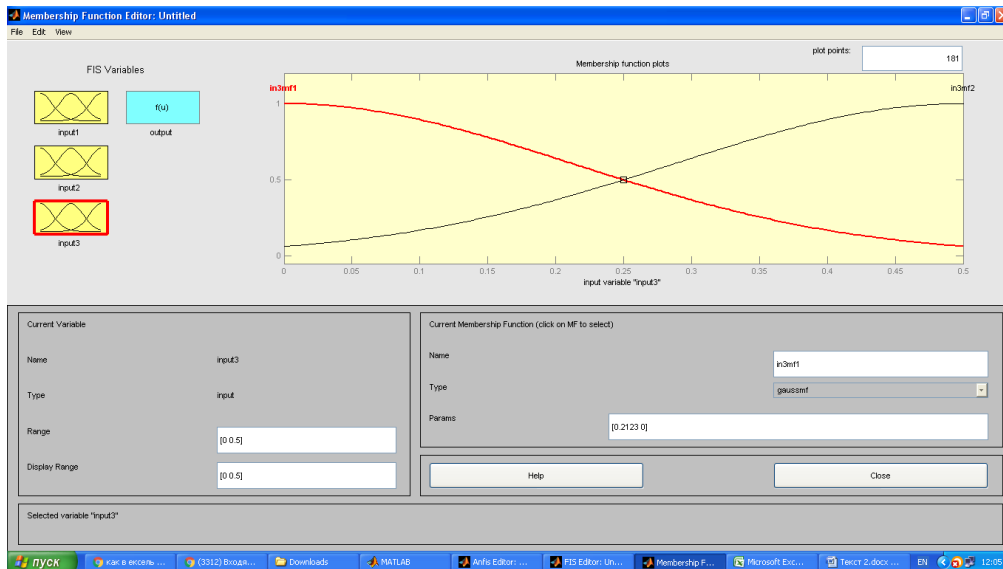 Membership Function Editor: Untitled
File Edit View
FIS Variables
f(u)
input1
output
input2
input3
plot points:
181
Membership function plots
in3mf1
in3mf2
1
0.5
0
0 0.05 0.1 0.15 0.2 0.25 0.3 0.35 0.4 0.45 0.5
input variable "input3"
Current Variable
Name input3
Type input
Range [0 0.5]
Display Range [0 0.5]
Current Membership Function (click on MF to select)
Name in3mf1
Type gaussmf
Params [0.2123 0]
Help Close
Selected variable "input3"
пуск как в ексель ... (3312) Входя... Downloads MATLAB Anfis Editor: ... FIS Editor: Un... Membership F... Microsoft Exc... Текст 2.docx ... EN 12:05